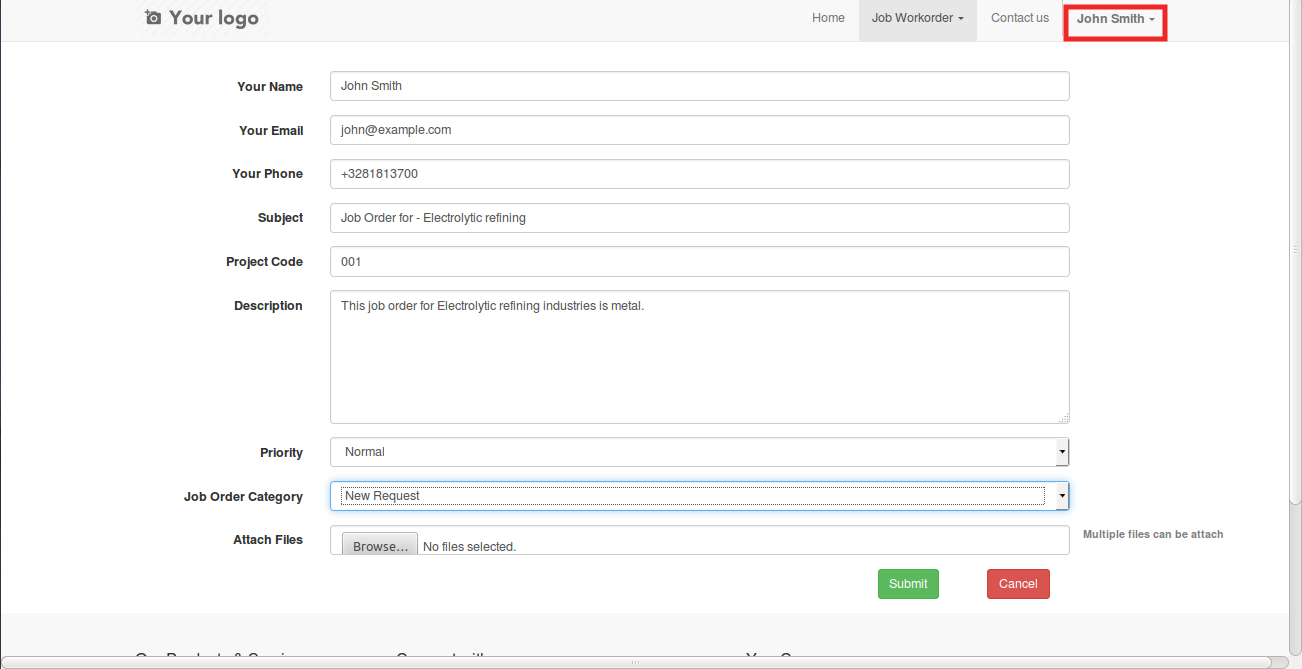 Your logo
Home Job Workorder Contact us John Smith
Your Name John Smith
Your Email john@example.com
Your Phone +3281813700
Subject Job Order for - Electrolytic refining
Project Code 001
Description This job order for Electrolytic refining industries is metal.
Priority Normal
Job Order Category New Request
Attach Files Browse... No files selected. Multiple files can be attach
Submit Cancel